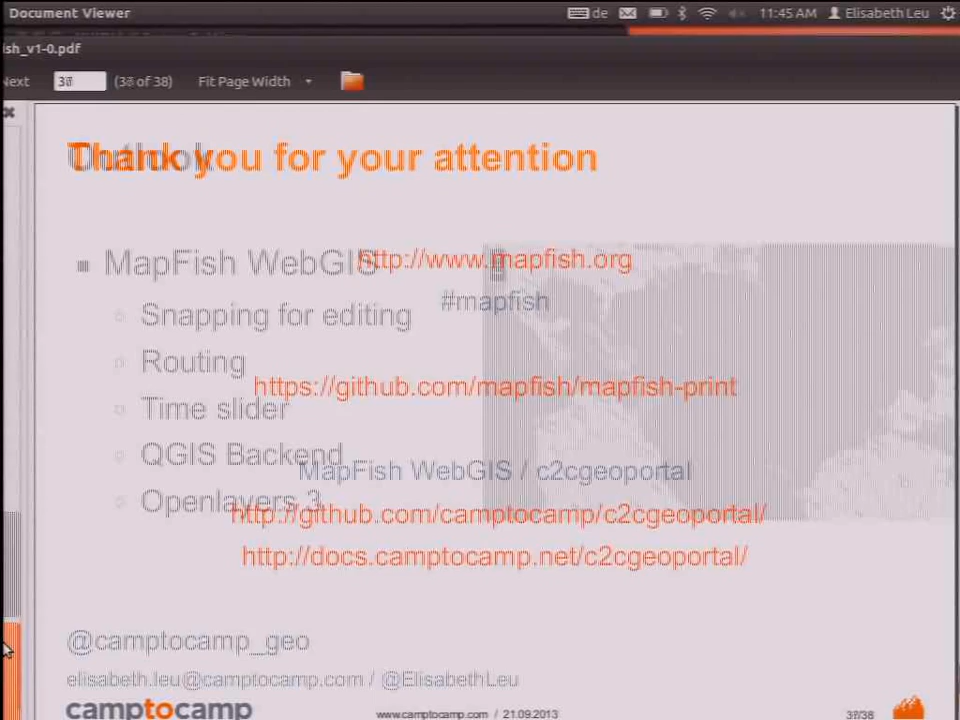 Document Viewer de 11:45 AM Elisabeth Leu
ish_v1-0.pdf
Next (38 of 38) Fit Page Width
Thank you for your attention
Outlook
MapFish WebGIS
http://www.mapfish.org
Snapping for editing
#mapfish
Routing
https://github.com/mapfish/mapfish-print
Time slider
QGIS Backend
MapFish WebGIS / c2cgeoportal
Openlayers 3
http://github.com/camptocamp/c2cgeoportal/
http://docs.camptocamp.net/c2cgeoportal/
@camptocamp_geo
elisabeth.leu@camptocamp.com / @ElisabethLeu
camptocamp www.camptocamp.com / 21.09.2013